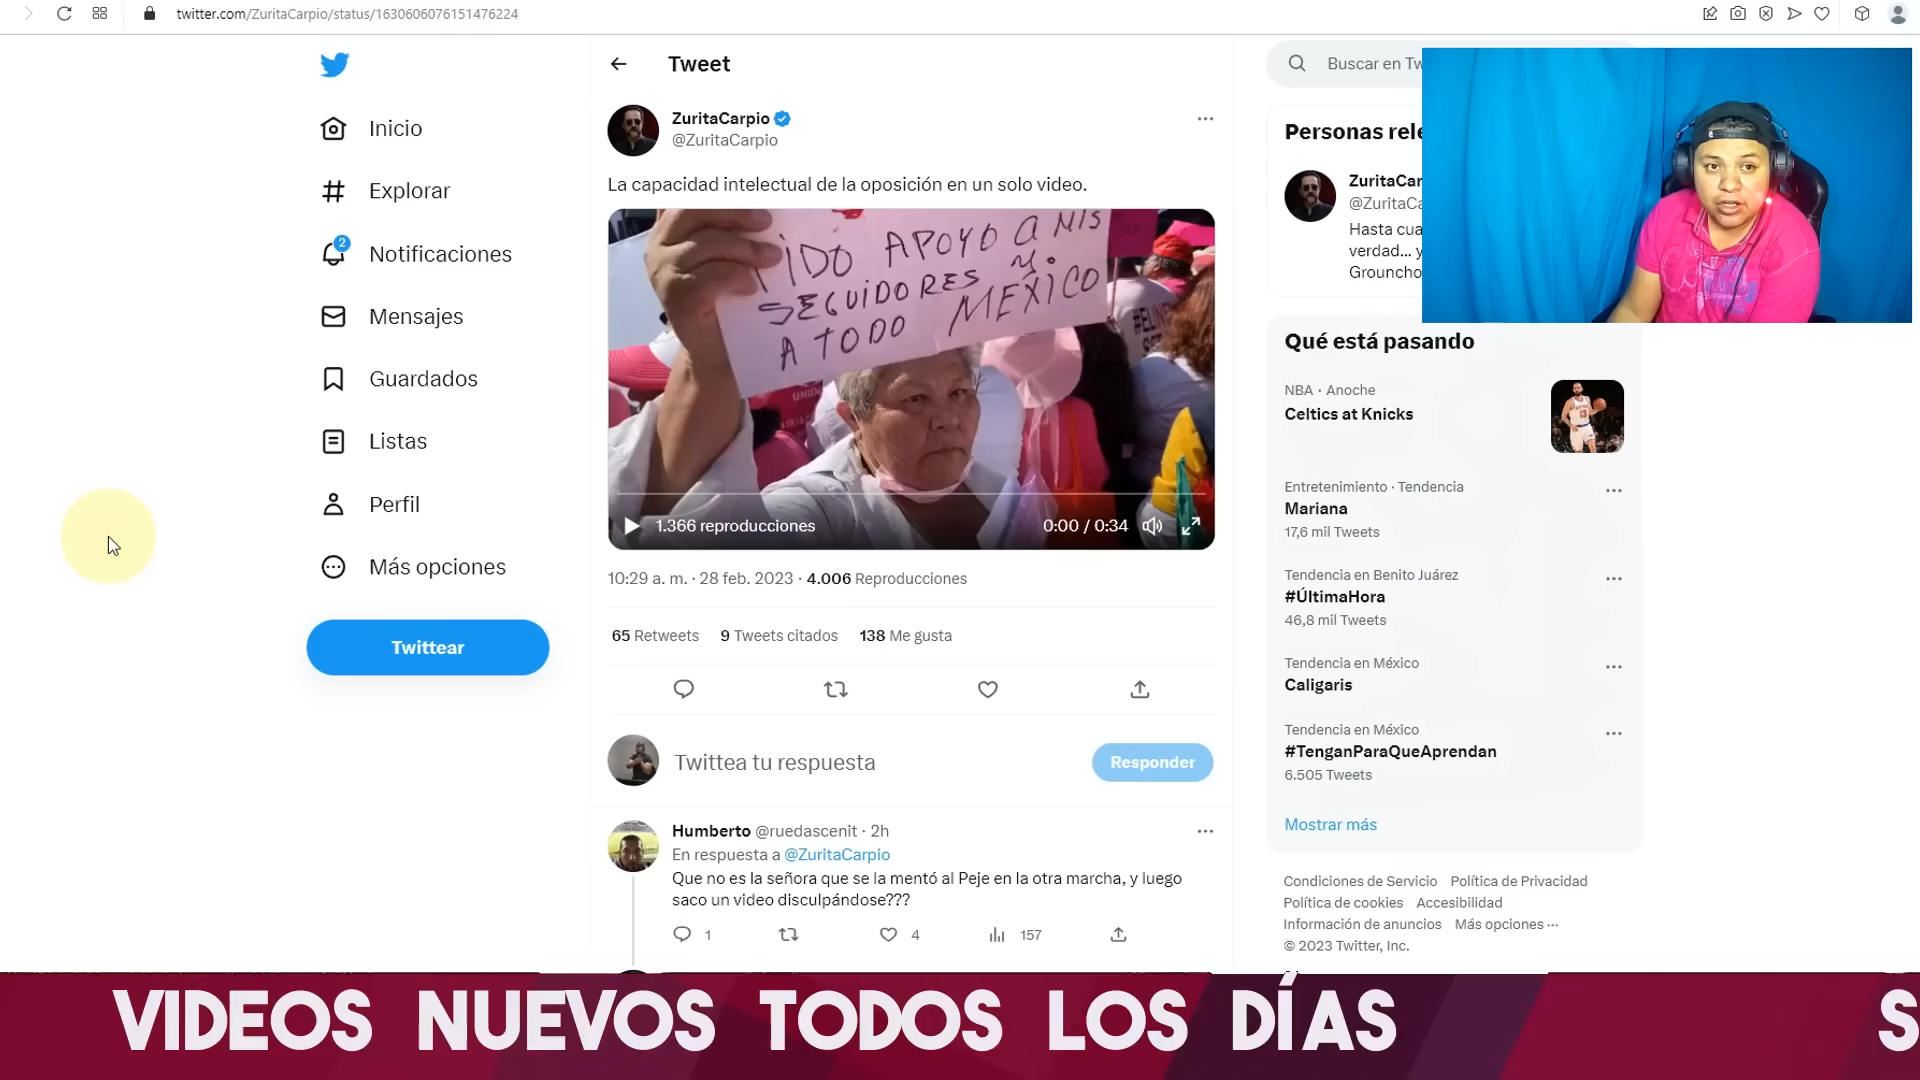 twitter.com/ZuritaCarpio/status/1630606076151476224
Inicio
Explorar
2
Notificaciones
Mensajes
Guardados
Listas
Perfil
Más opciones
Twittear
Tweet
ZuritaCarpio
@ZuritaCarpio
La capacidad intelectual de la oposición en un solo video.
PIDO APOYO A MIS
SEGUIDORES Y
A TODO MÉXICO
1.366 reproducciones
0:00 / 0:34
10:29 a. m. · 28 feb. 2023 · 4.006 Reproducciones
65 Retweets 9 Tweets citados 138 Me gusta
Twittea tu respuesta
Responder
Humberto @ruedascenit · 2h
En respuesta a @ZuritaCarpio
Que no es la señora que se la mentó al Peje en la otra marcha, y luego
saco un video disculpándose???
1 4 157
Buscar en Tw
Personas rele
ZuritaCar
@ZuritaCa
Hasta cua
verdad... y
Grouncho
Qué está pasando
NBA · Anoche
Celtics at Knicks
Entretenimiento · Tendencia
Mariana
17,6 mil Tweets
Tendencia en Benito Juárez
#ÚltimaHora
46,8 mil Tweets
Tendencia en México
Caligaris
Tendencia en México
#TenganParaQueAprendan
6.505 Tweets
Mostrar más
Condiciones de Servicio Política de Privacidad
Política de cookies Accesibilidad
Información de anuncios Más opciones ···
© 2023 Twitter, Inc.
VIDEOS NUEVOS TODOS LOS DÍAS S